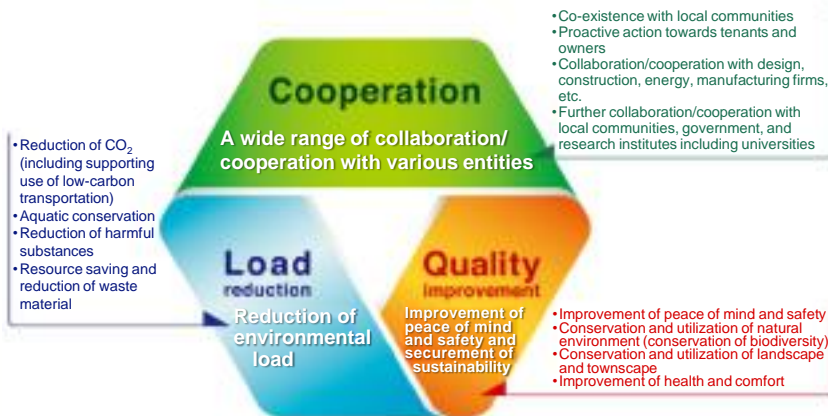 •Co-existence with local communities
•Proactive action towards tenants and
owners
•Collaboration/cooperation with design,
construction, energy, manufacturing firms,
etc.
•Further collaboration/cooperation with
local communities, government, and
research institutes including universities
Cooperation
A wide range of collaboration/
cooperation with various entities
•Reduction of CO₂
(including supporting
use of low-carbon
transportation)
•Aquatic conservation
•Reduction of harmful
substances
•Resource saving and
reduction of waste
material
Load
reduction
Reduction of
environmental
load
Quality
improvement
Improvement of
peace of mind
and safety and
securement of
sustainability
•Improvement of peace of mind and safety
•Conservation and utilization of natural
environment (conservation of biodiversity)
•Conservation and utilization of landscape
and townscape
•Improvement of health and comfort